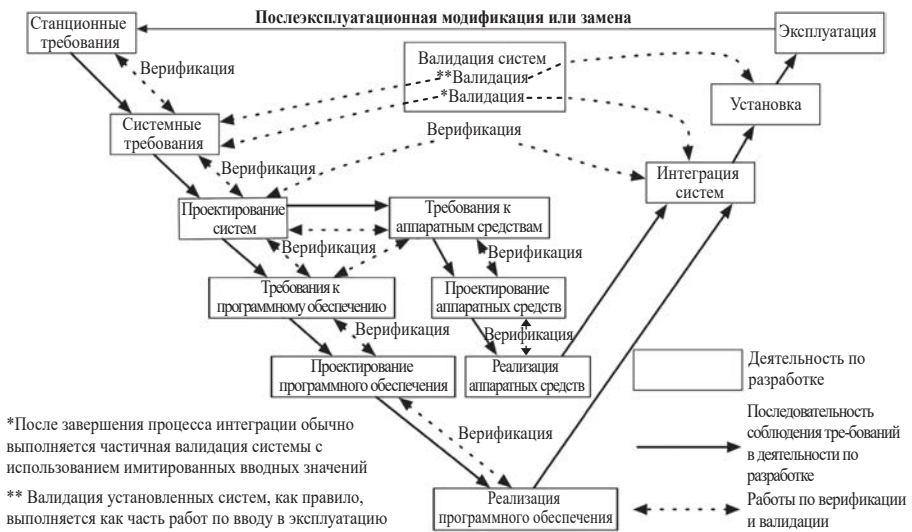 Послеэксплуатационная модификация или замена
Станционные
требования
Эксплуатация
Валидация систем
**Валидация
*Валидация
Верификация
Установка
Системные
требования
Верификация
Верификация
Интеграция
систем
Проектирование
систем
Требования к
аппаратным средствам
Верификация
Верификация
Требования к
программному обеспечению
Проектирование
аппаратных средств
Верификация
Верификация
Проектирование
программного обеспечения
Реализация
аппаратных средств
Верификация
Реализация
программного обеспечения
Деятельность по
разработке
Последовательность
соблюдения тре-бований
в деятельности по
разработке
Работы по верификации
и валидации
*После завершения процесса интеграции обычно
выполняется частичная валидация системы с
использованием имитированных вводных значений
** Валидация установленных систем, как правило,
выполняется как часть работ по вводу в эксплуатацию